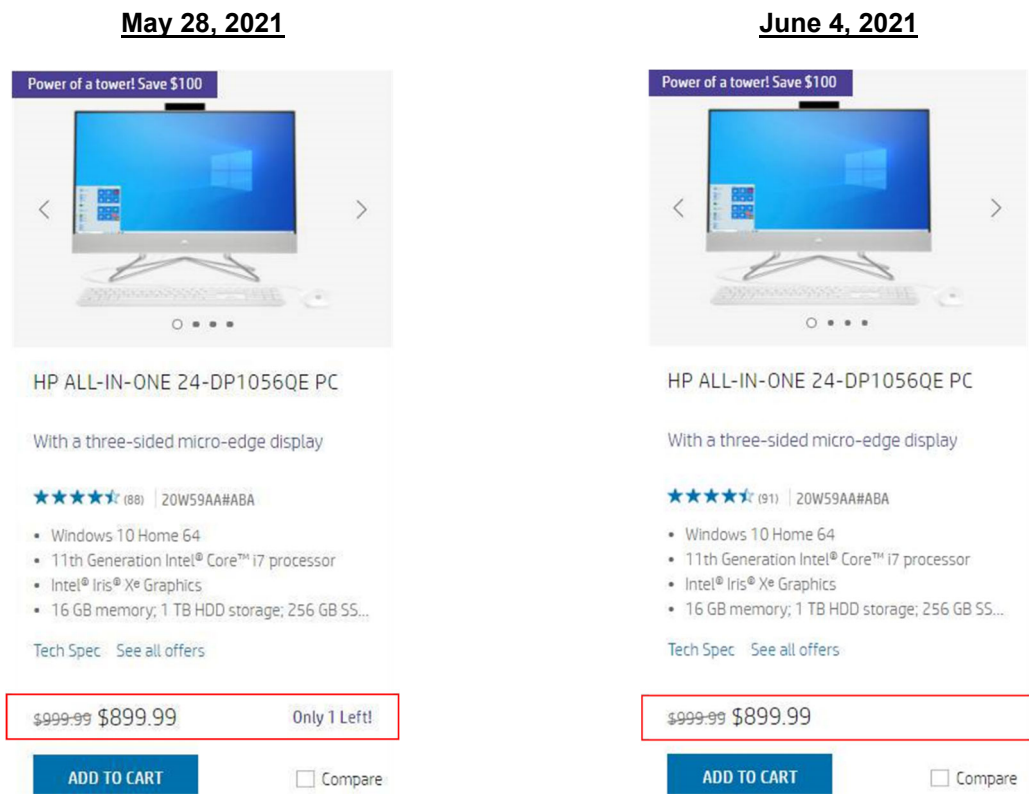 May 28, 2021
Power of a tower! Save $100
HP ALL-IN-ONE 24-DP1056QE PC
With a three-sided micro-edge display
(88) 20W59AA#ABA
• Windows 10 Home 64
• 11th Generation Intel® Core™ i7 processor
• Intel® Iris® Xe Graphics
• 16 GB memory; 1 TB HDD storage; 256 GB SS...
Tech Spec See all offers
$999.99 $899.99 Only 1 Left!
ADD TO CART Compare
June 4, 2021
Power of a tower! Save $100
HP ALL-IN-ONE 24-DP1056QE PC
With a three-sided micro-edge display
(91) 20W59AA#ABA
• Windows 10 Home 64
• 11th Generation Intel® Core™ i7 processor
• Intel® Iris® Xe Graphics
• 16 GB memory; 1 TB HDD storage; 256 GB SS...
Tech Spec See all offers
$999.99 $899.99
ADD TO CART Compare